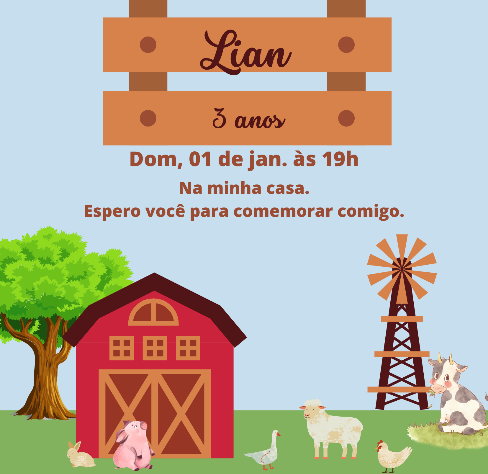 Lian
3 anos
Dom, 01 de jan. às 19h
Na minha casa.
Espero você para comemorar comigo.